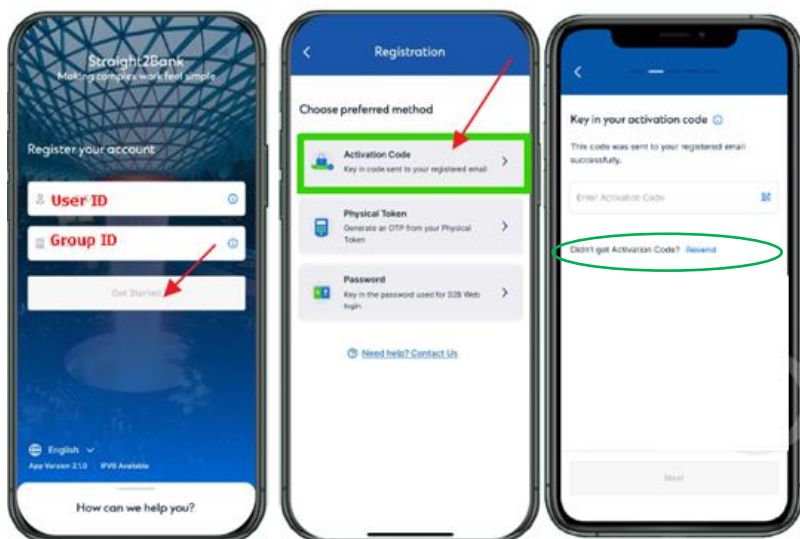 Straight2Bank
Making complex work feel simple
Register your account
User ID
Group ID
Get Started
English
App Version 2.1.0 IPV6 Available
How can we help you?
Registration
Choose preferred method
Activation Code
Key in code sent to your registered email
Physical Token
Generate an OTP from your Physical
Token
Password
Key in the password used for S2B Web
login
Need help? Contact Us
Key in your activation code
This code was sent to your registered email
successfully.
Enter Activation Code
Didn't get Activation Code? Resend
Next